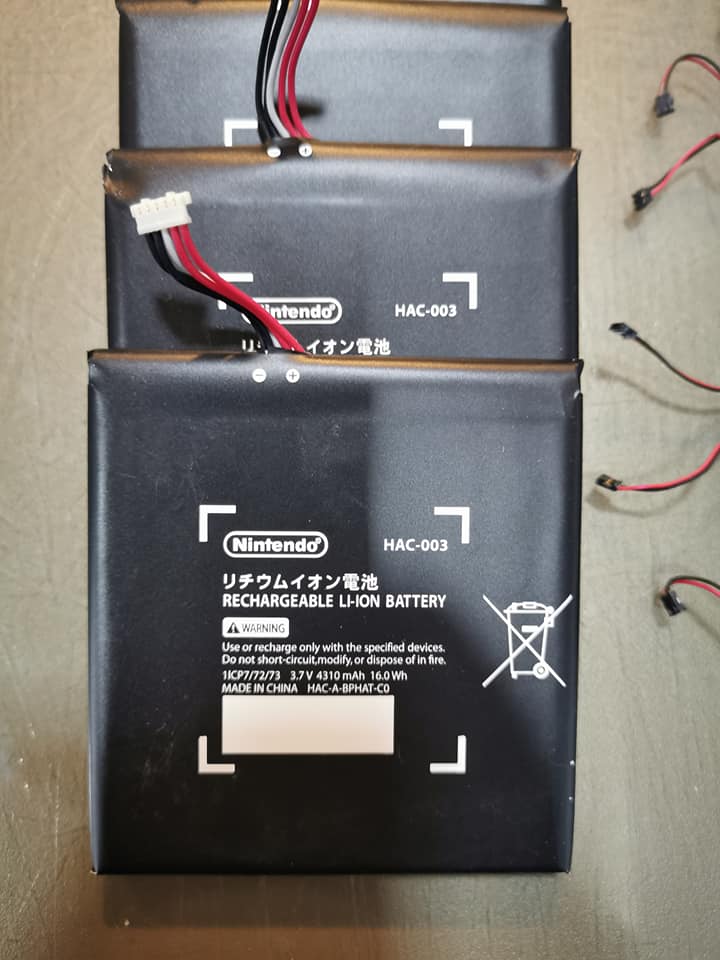 − +
Nintendo HAC-003
− +
Nintendo HAC-003
リチウムイオン電池
RECHARGEABLE LI-ION BATTERY
WARNING
Use or recharge only with the specified devices.
Do not short-circuit,modify, or dispose of in fire.
1ICP7/72/73 3.7 V 4310 mAh 16.0 Wh
MADE IN CHINA HAC-A-BPHAT-C0